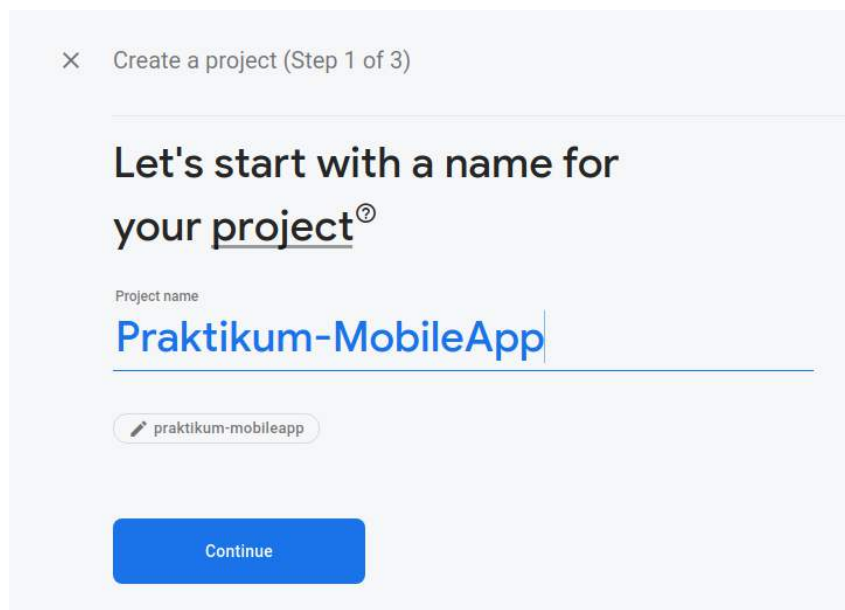 Create a project (Step 1 of 3)
Let's start with a name for
your project
Project name
Praktikum-MobileApp
praktikum-mobileapp
Continue